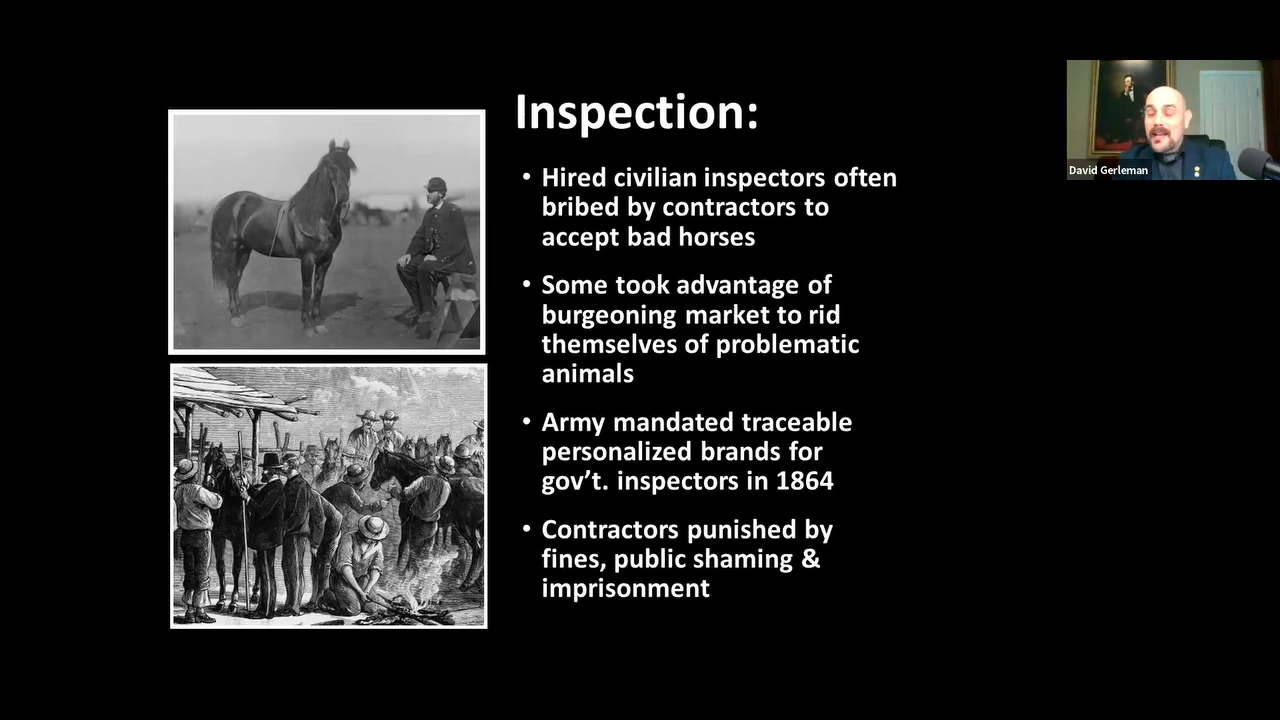 Inspection:
• Hired civilian inspectors often
bribed by contractors to
accept bad horses
• Some took advantage of
burgeoning market to rid
themselves of problematic
animals
• Army mandated traceable
personalized brands for
gov’t. inspectors in 1864
• Contractors punished by
fines, public shaming &
imprisonment
David Gerleman